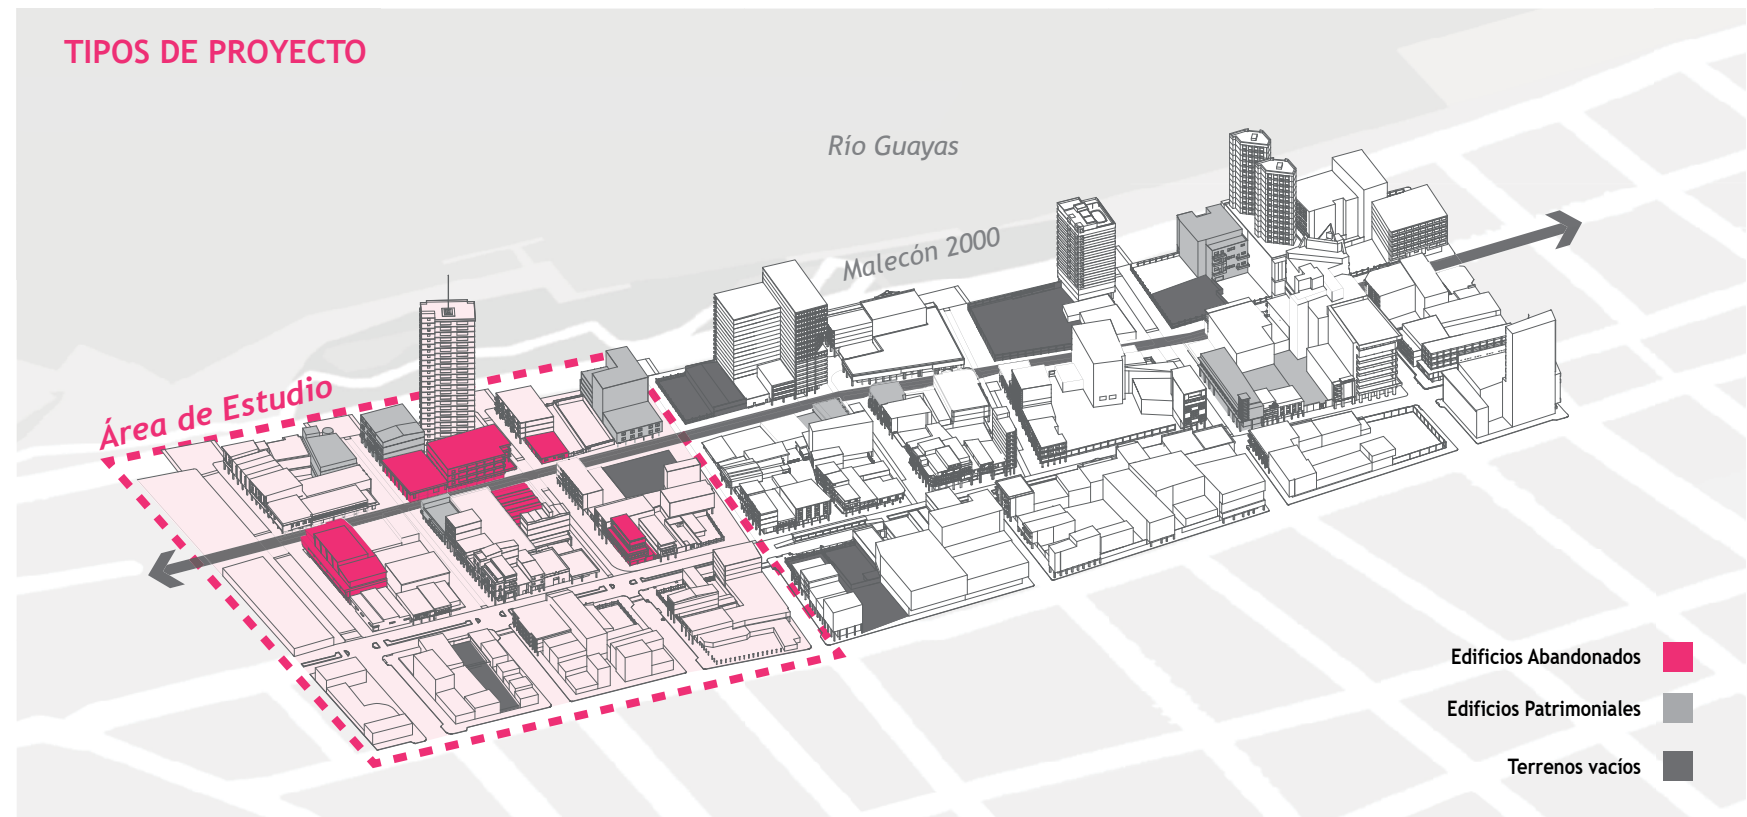 TIPOS DE PROYECTO
Río Guayas
Malecón 2000
Área de Estudio
Edificios Abandonados
Edificios Patrimoniales
Terrenos vacíos